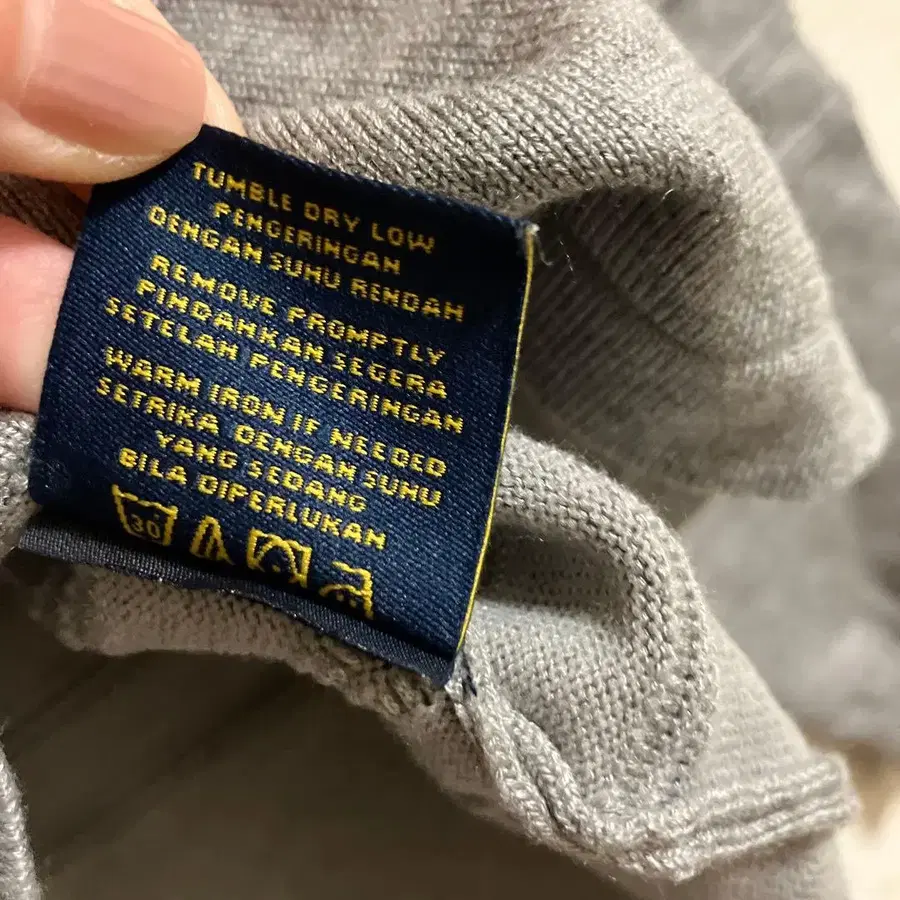 TUMBLE DRY LOW
PENGERINGAN
DENGAN SUHU RENDAH
REMOVE PROMPTLY
PINDAHKAN SEGERA
SETELAH PENGERINGAN
WARM IRON IF NEEDED
SETRIKA DENGAN SUHU
YANG SEDANG
BILA DIPERLUKAN
30